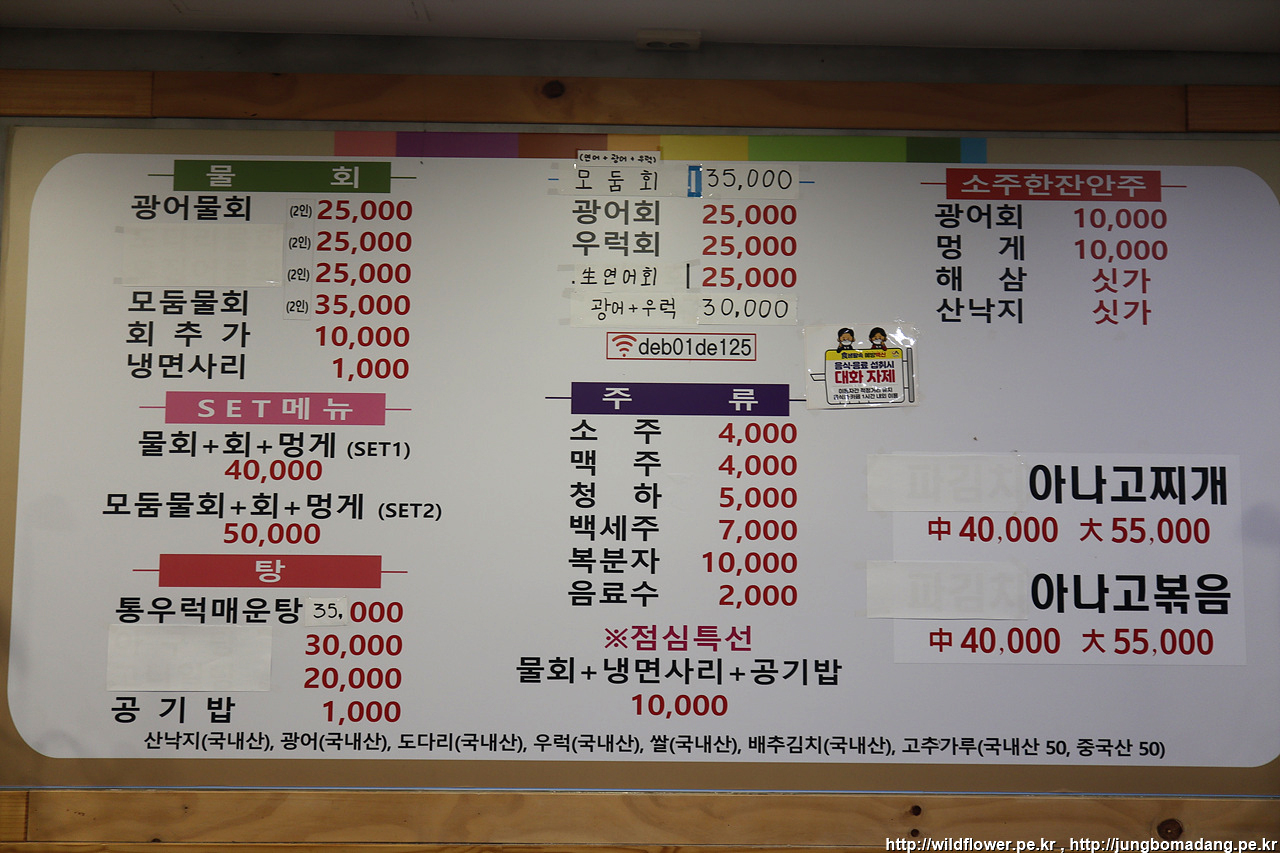 물 회
광어물회 (2인) 25,000
(2인) 25,000
(2인) 25,000
모둠물회 (2인) 35,000
회 추 가 10,000
냉면사리 1,000
SET메뉴
물회+회+멍게 (SET1)
40,000
모둠물회+회+멍게 (SET2)
50,000
탕
통우럭매운탕 35,000
30,000
20,000
공 기 밥 1,000
(연어+광어+우럭)
모 둠 회 35,000
광어회 25,000
우럭회 25,000
生연어회 25,000
광어+우럭 30,000
deb01de125
주 류
소 주 4,000
맥 주 4,000
청 하 5,000
백세주 7,000
복분자 10,000
음료수 2,000
※점심특선
물회+냉면사리+공기밥
10,000
소주한잔안주
광어회 10,000
멍 게 10,000
해 삼 싯가
산낙지 싯가
음식·음료 섭취시
대화 자제
아나고찌개
中 40,000 大 55,000
아나고볶음
中 40,000 大 55,000
산낙지(국내산), 광어(국내산), 도다리(국내산), 우럭(국내산), 쌀(국내산), 배추김치(국내산), 고추가루(국내산 50, 중국산 50)
http://wildflower.pe.kr , http://jungbomadang.pe.kr